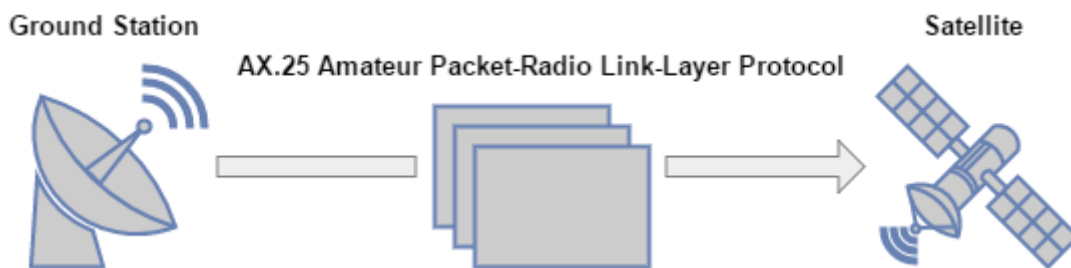 Ground Station
Satellite
AX.25 Amateur Packet-Radio Link-Layer Protocol